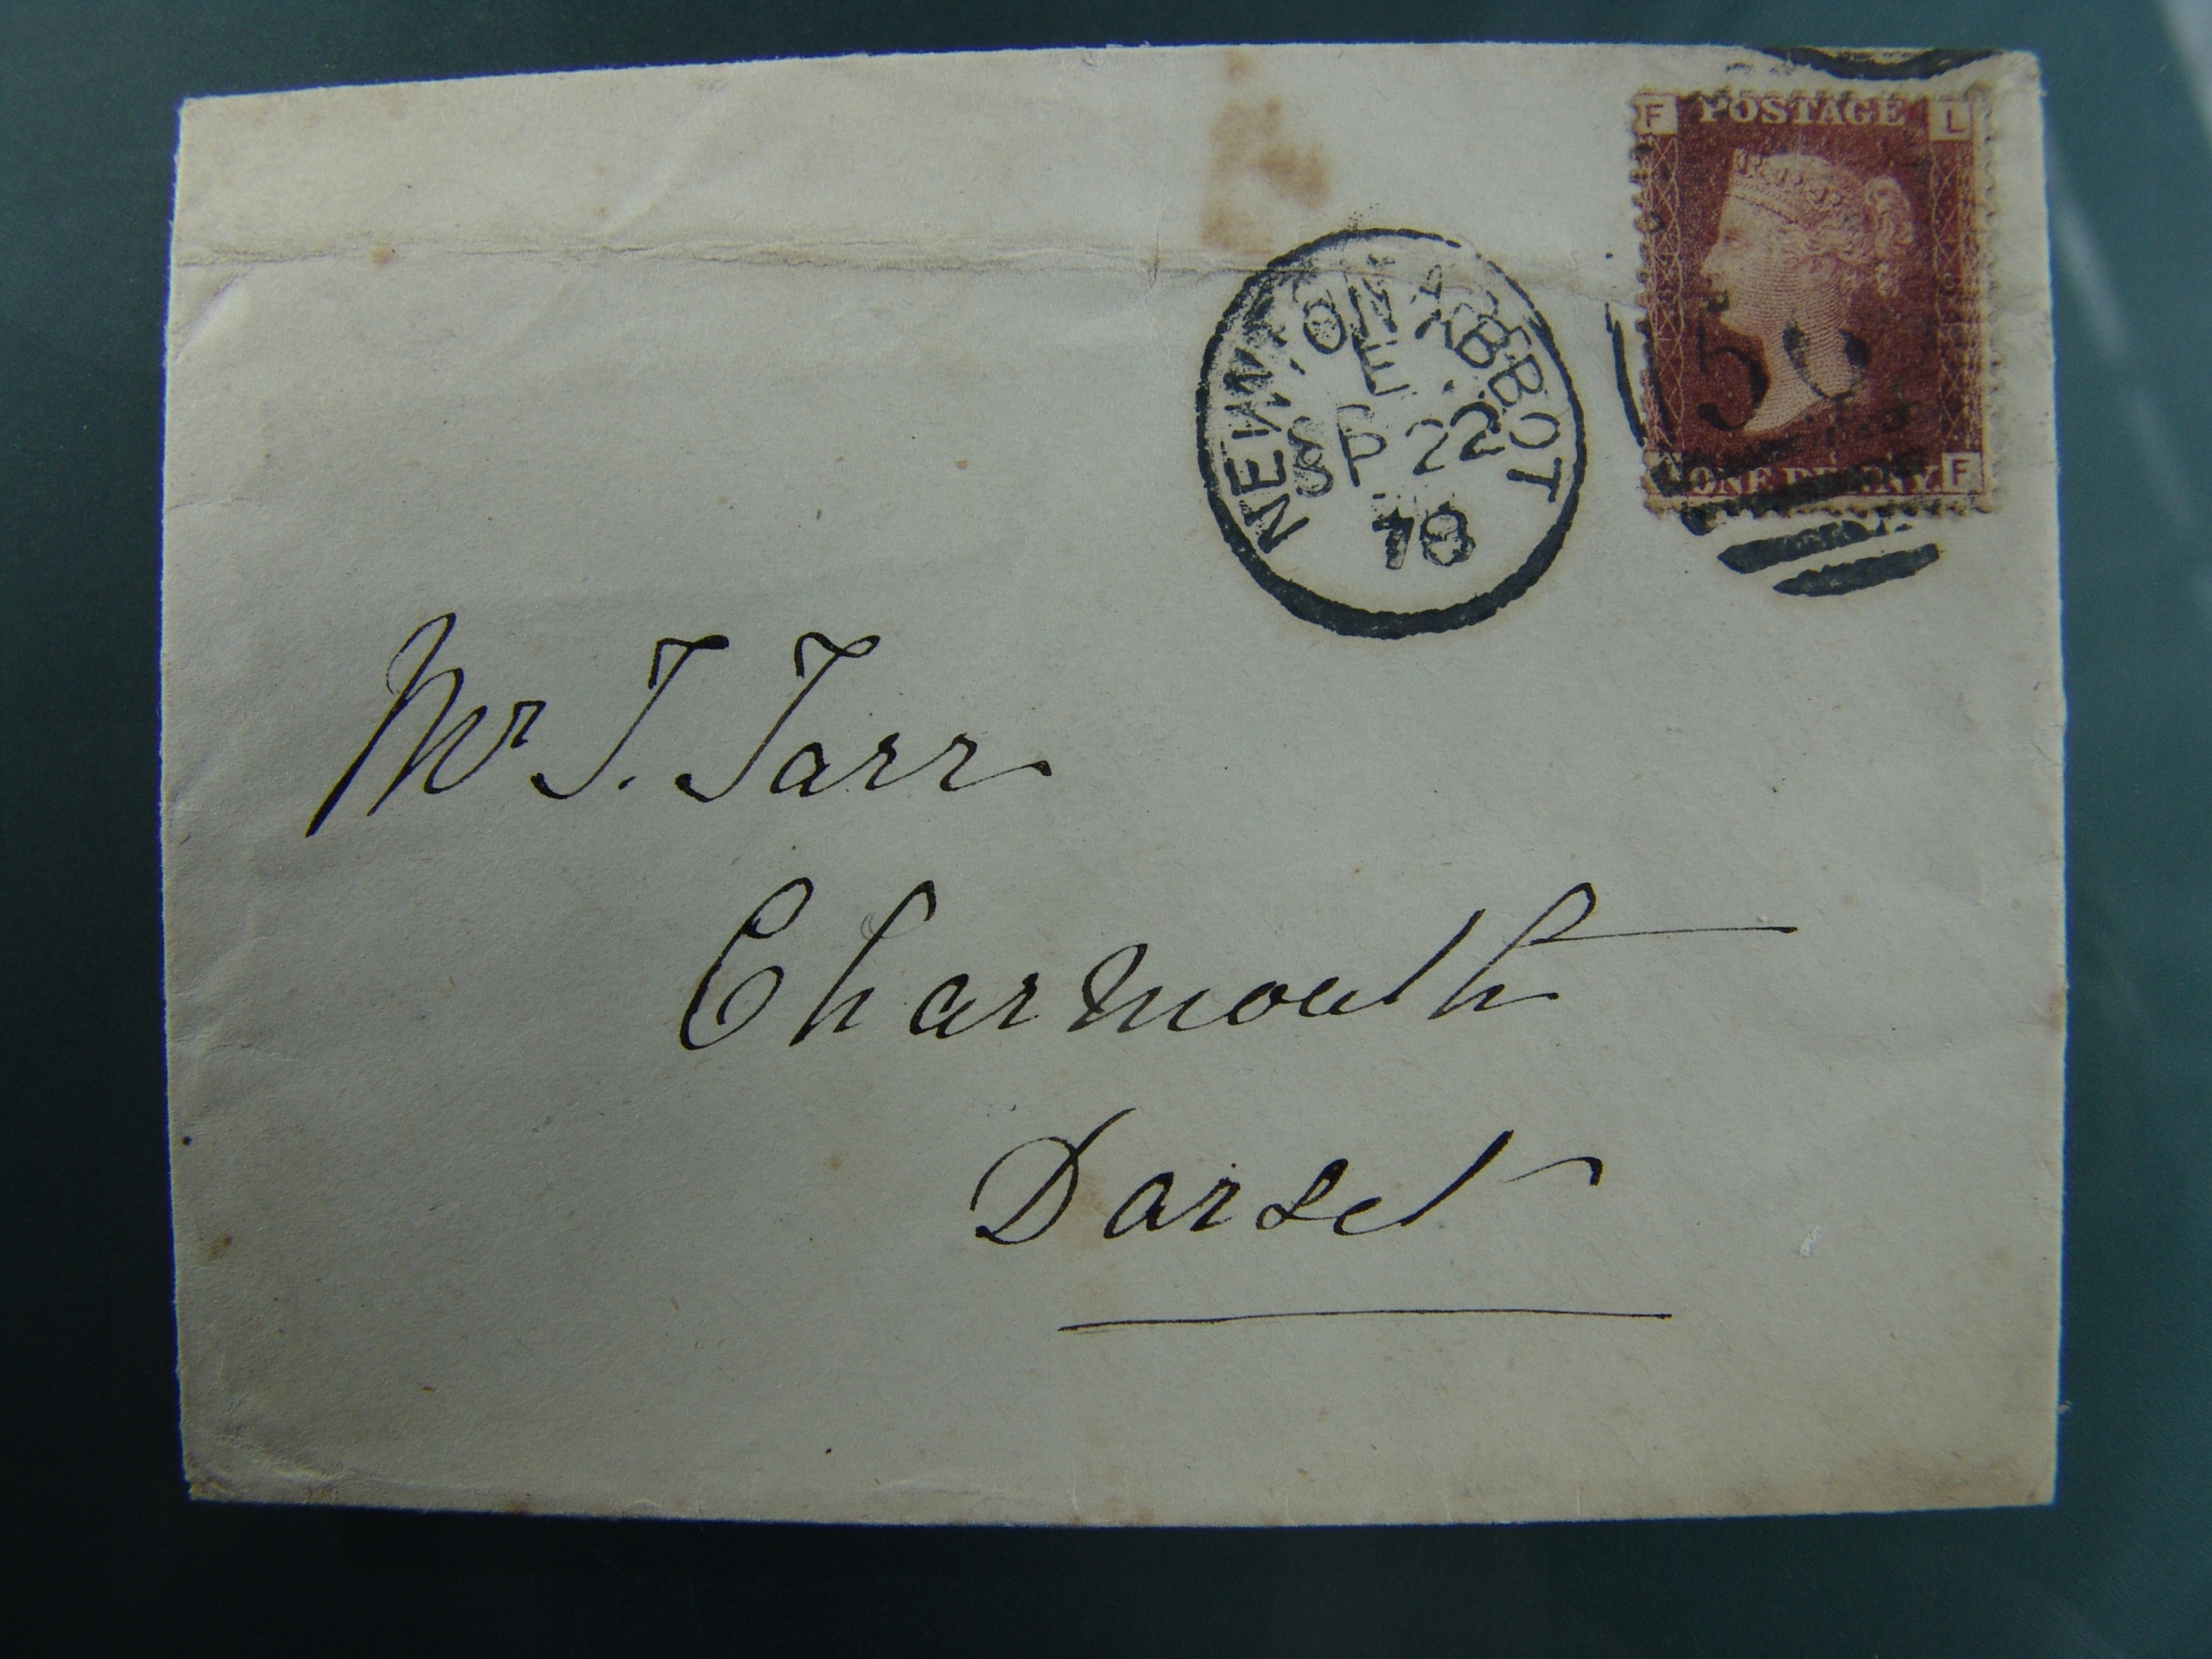 F POSTAGE L
NEWTON ABBOT
E
SP 22
78
ONE PENNY F
Mr T. Tarr
Charmouth
Dorset